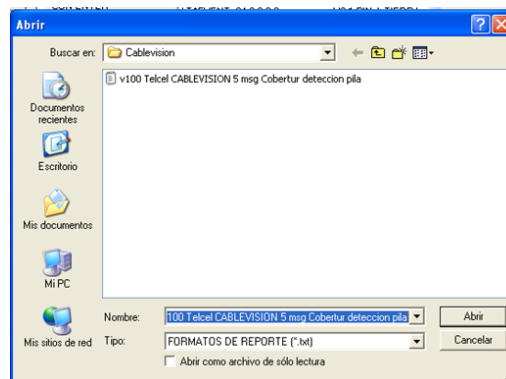 Abrir
Buscar en: Cablevision
v100 Telcel CABLEVISION 5 msg Cobertur deteccion pila
Documentos
recientes
Escritorio
Mis documentos
Mi PC
Mis sitios de red
Nombre: 100 Telcel CABLEVISION 5 msg Cobertur deteccion pila Abrir
Tipo: FORMATOS DE REPORTE (*.txt) Cancelar
Abrir como archivo de sólo lectura